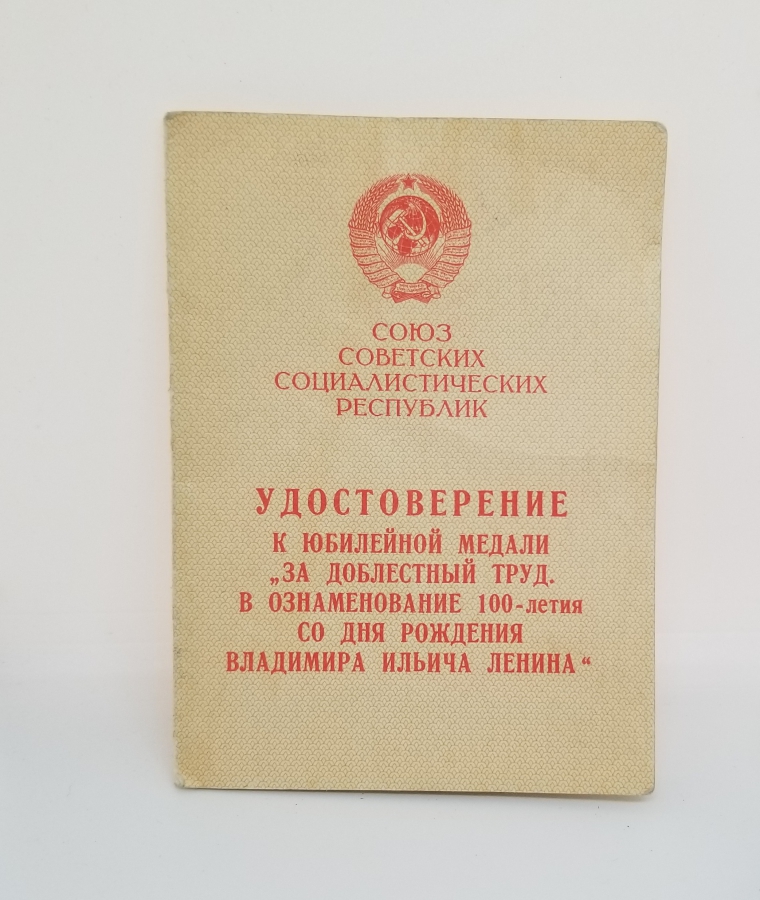 СОЮЗ
СОВЕТСКИХ
СОЦИАЛИСТИЧЕСКИХ
РЕСПУБЛИК
УДОСТОВЕРЕНИЕ
К ЮБИЛЕЙНОЙ МЕДАЛИ
„ЗА ДОБЛЕСТНЫЙ ТРУД.
В ОЗНАМЕНОВАНИЕ 100-летия
СО ДНЯ РОЖДЕНИЯ
ВЛАДИМИРА ИЛЬИЧА ЛЕНИНА“